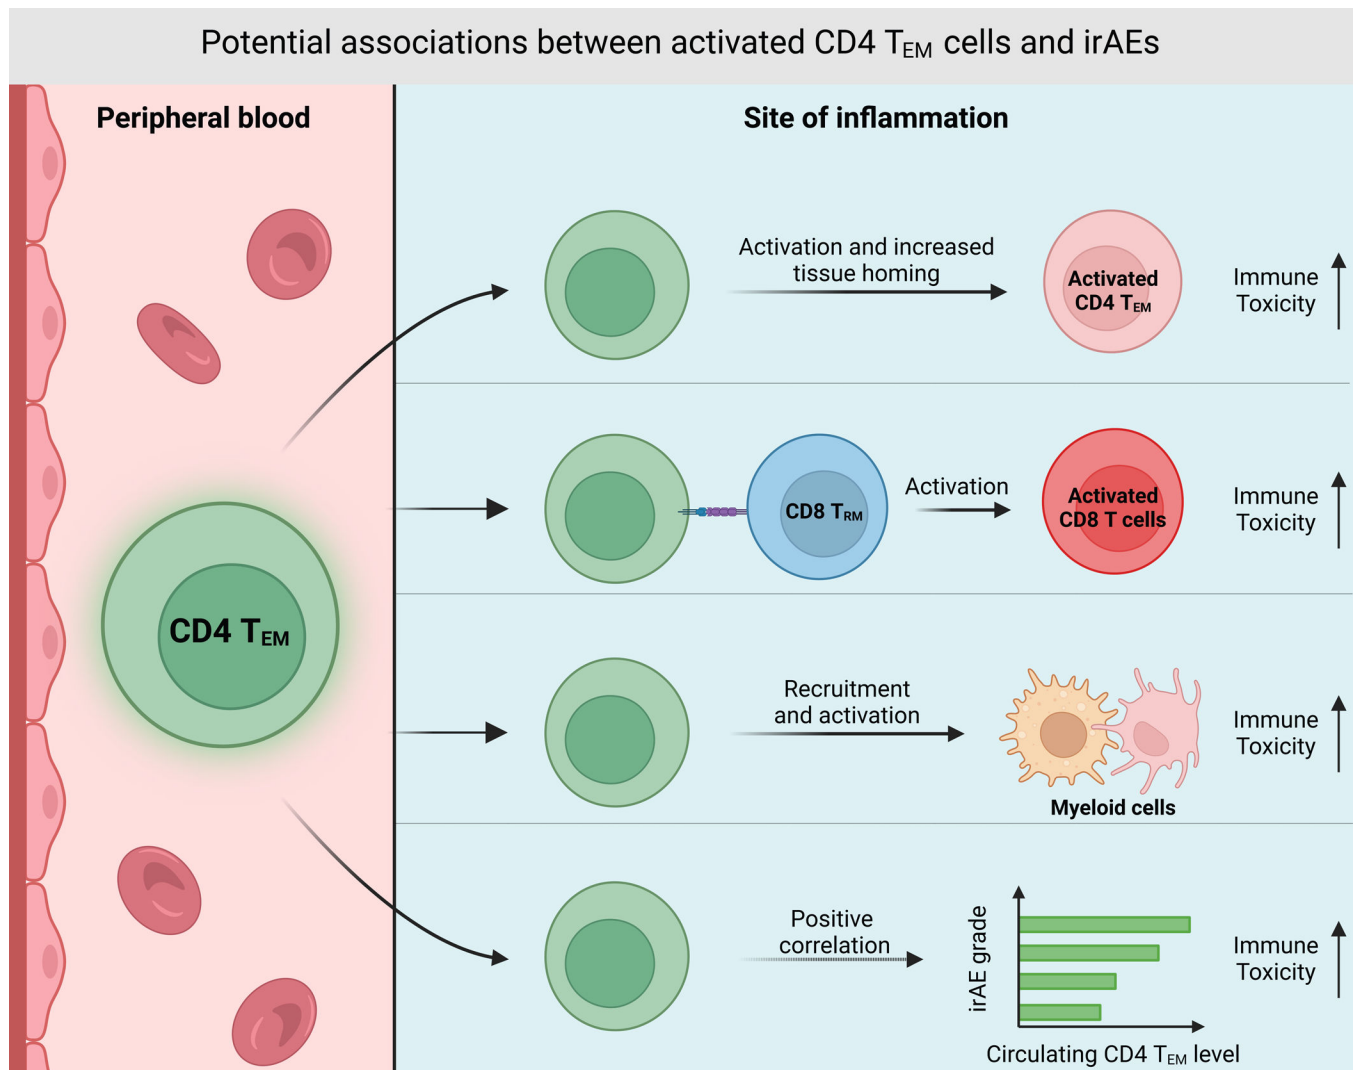 Potential associations between activated CD4 TEM cells and irAEs
Peripheral blood
Site of inflammation
CD4 TEM
Activation and increased
tissue homing
Activated
CD4 TEM
Immune
Toxicity
CD8 TRM
Activation
Activated
CD8 T cells
Immune
Toxicity
Recruitment
and activation
Myeloid cells
Immune
Toxicity
Positive
correlation
irAE grade
Circulating CD4 TEM level
Immune
Toxicity